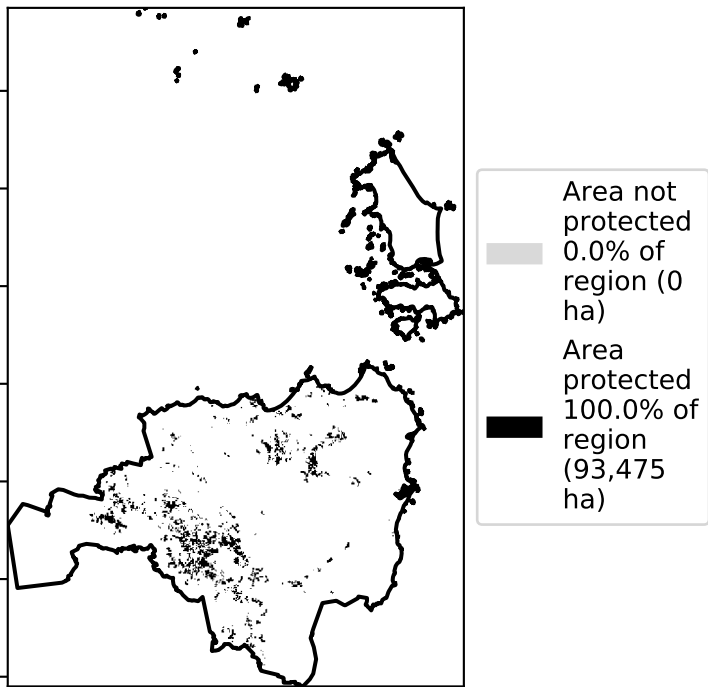 Area not
protected
0.0% of
region (0
ha)
Area
protected
100.0% of
region
(93,475
ha)